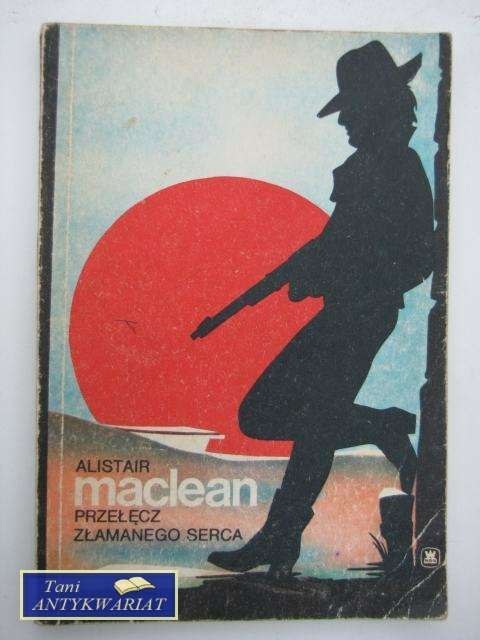 ALISTAIR
maclean
PRZEŁĘCZ
ZŁAMANEGO SERCA
Tani
ANTYKWARIAT